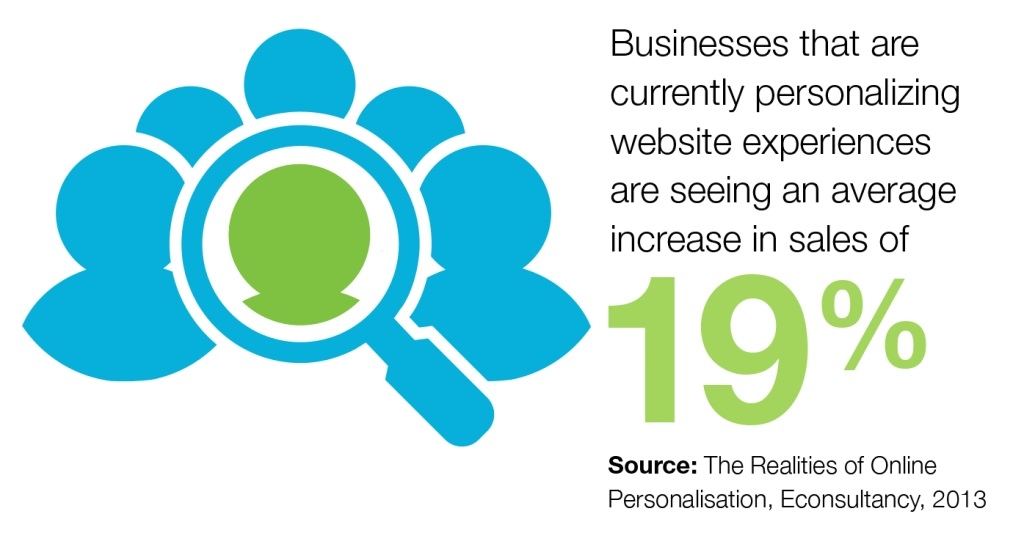 Businesses that are
currently personalizing
website experiences
are seeing an average
increase in sales of
19%
Source: The Realities of Online
Personalisation, Econsultancy, 2013